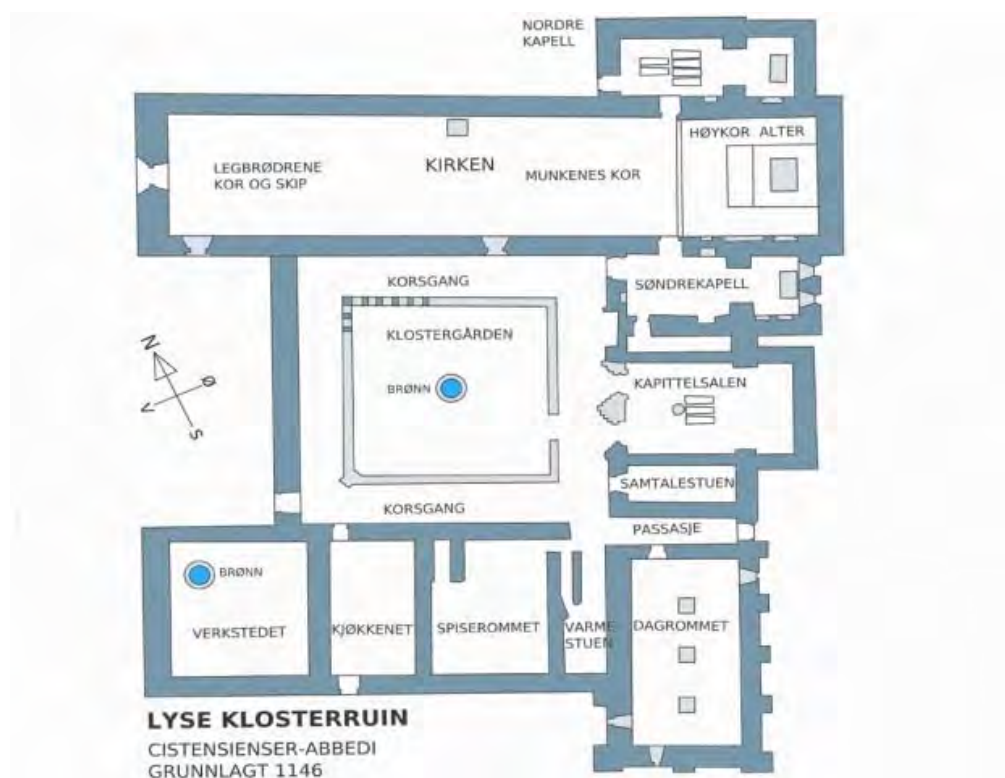 NORDRE
KAPELL
HØYKOR ALTER
LEGBRØDRENE
KOR OG SKIP
KIRKEN
MUNKENES KOR
KORSGANG
SØNDREKAPELL
KLOSTERGÅRDEN
N
Ø
V
S
BRØNN
KAPITTELSALEN
SAMTALESTUEN
KORSGANG
PASSASJE
BRØNN
VERKSTEDET
KJØKKENET
SPISEROMMET
VARME-
STUEN
DAGROMMET
LYSE KLOSTERRUIN
CISTENSIENSER-ABBEDI
GRUNNLAGT 1146